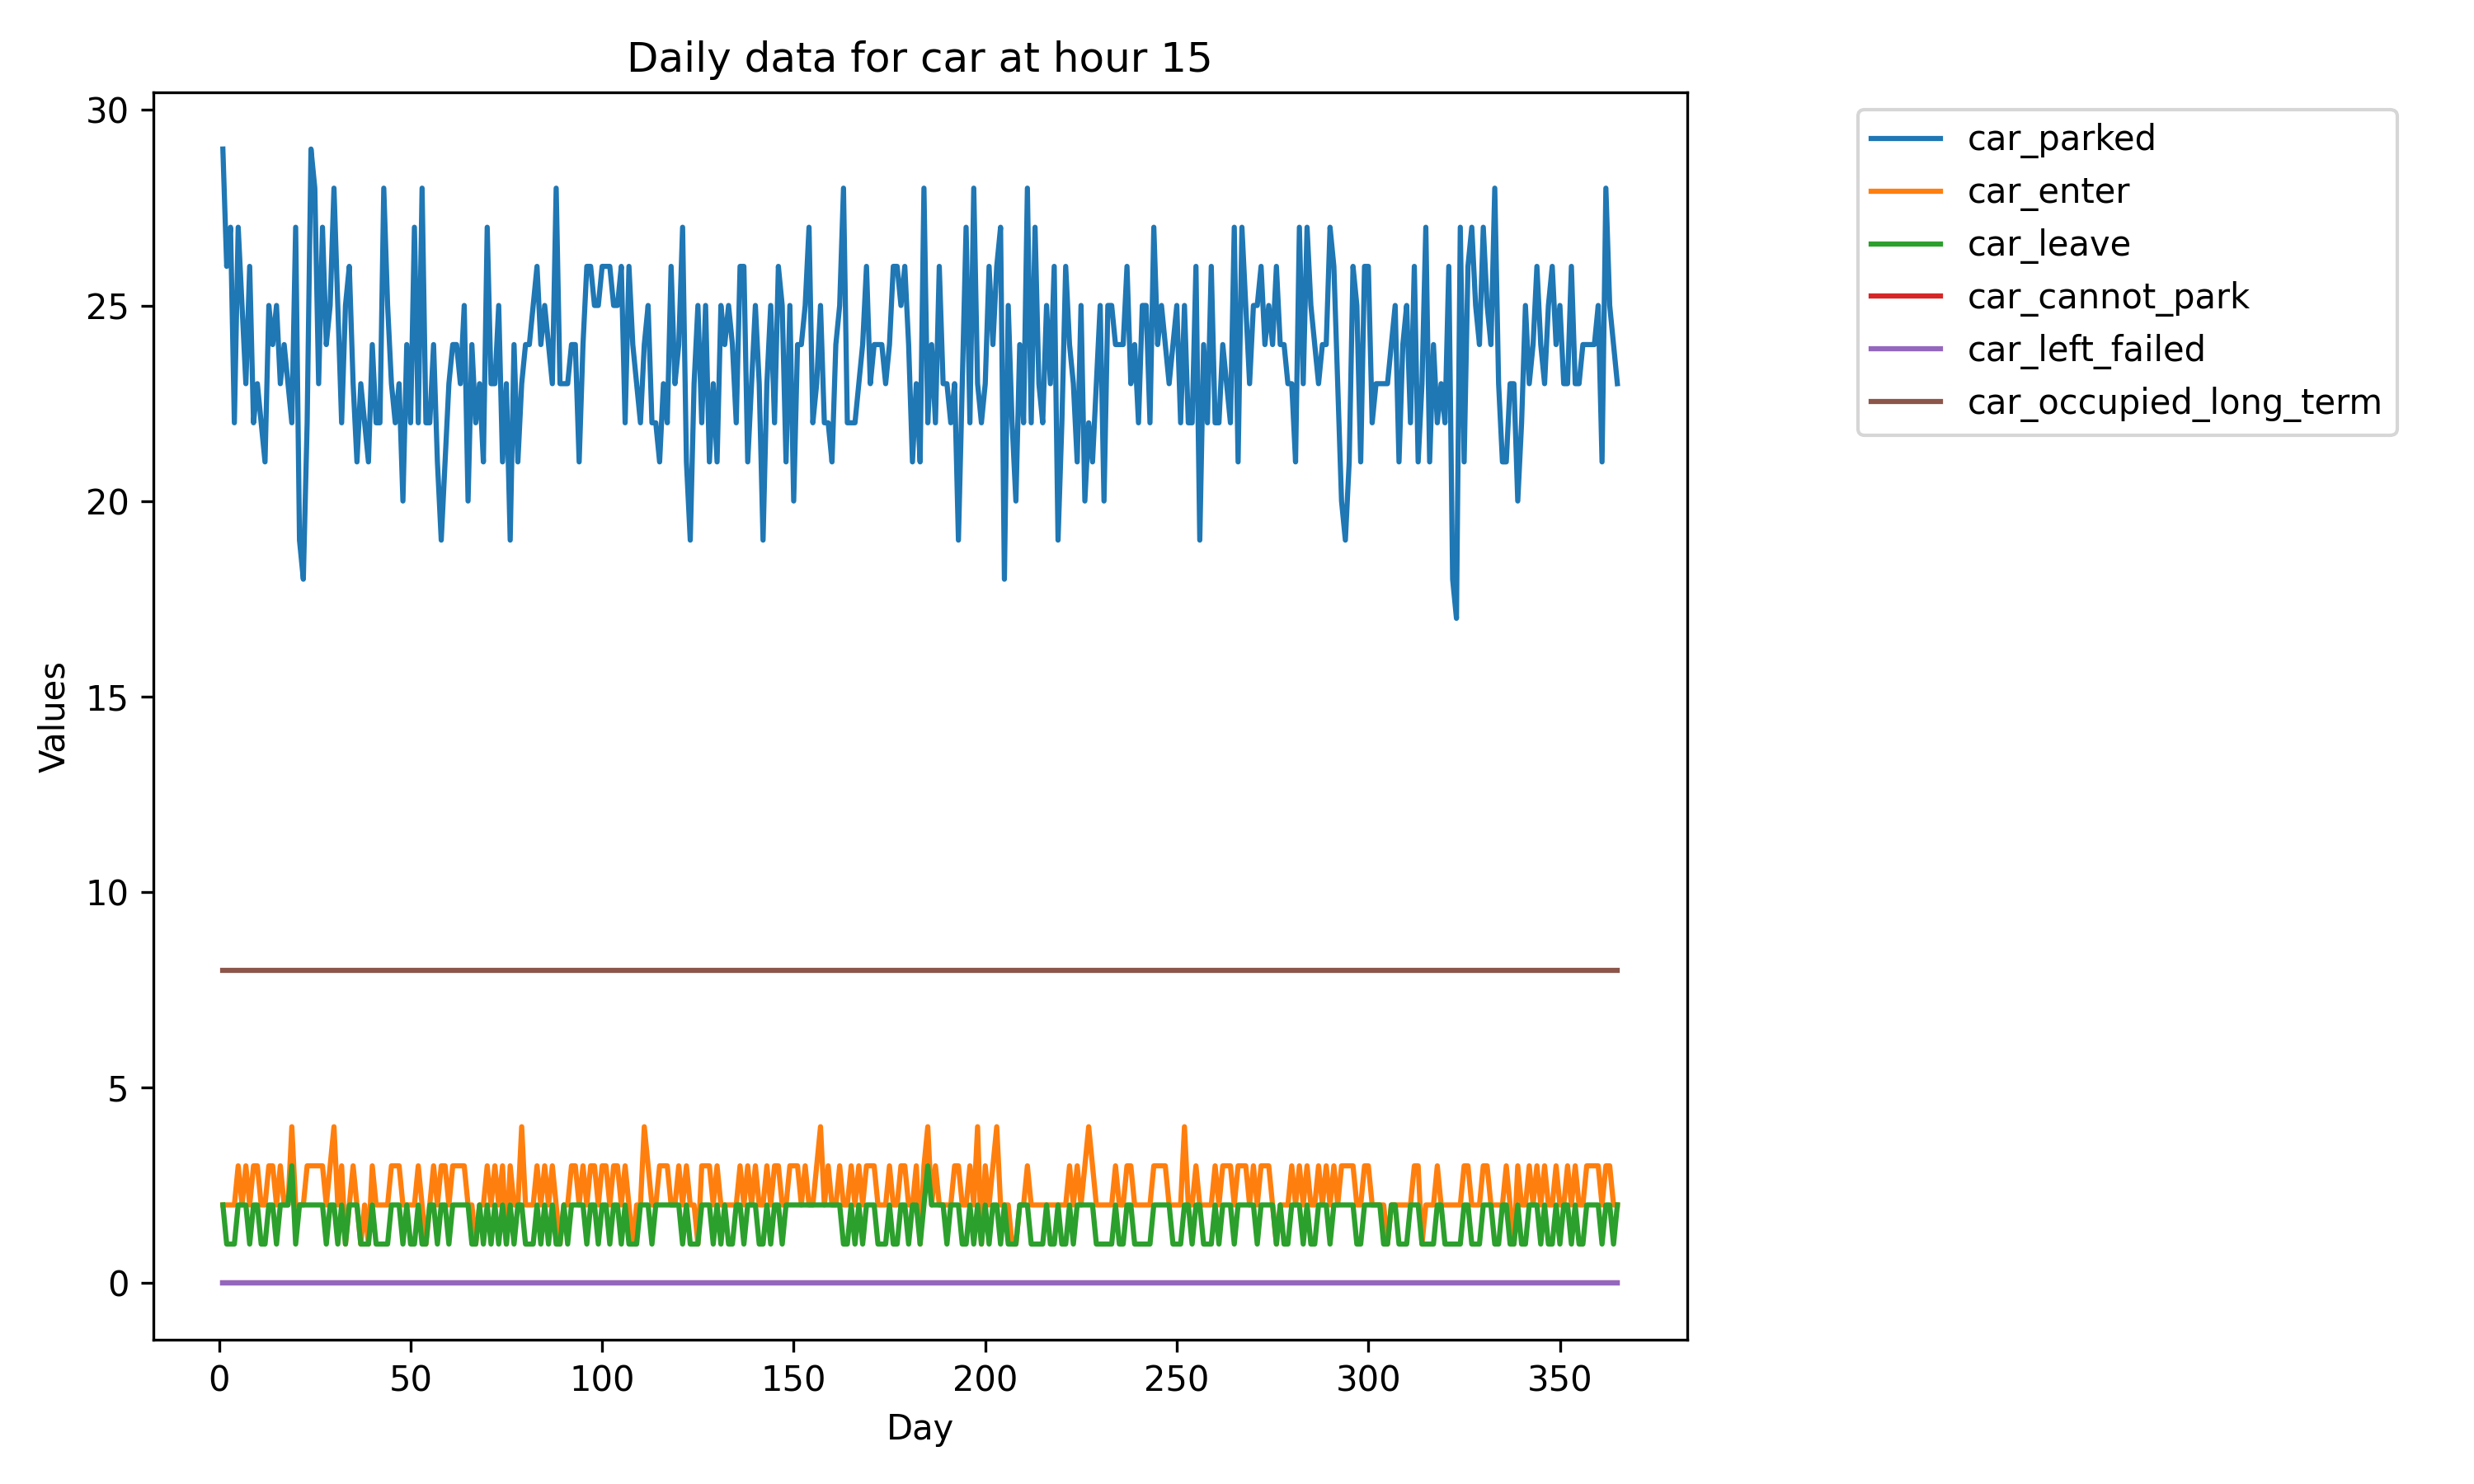 Daily data for car at hour 15
30
25
20
15
10
5
0
Values
0 50 100 150 200 250 300 350
Day
car_parked
car_enter
car_leave
car_cannot_park
car_left_failed
car_occupied_long_term